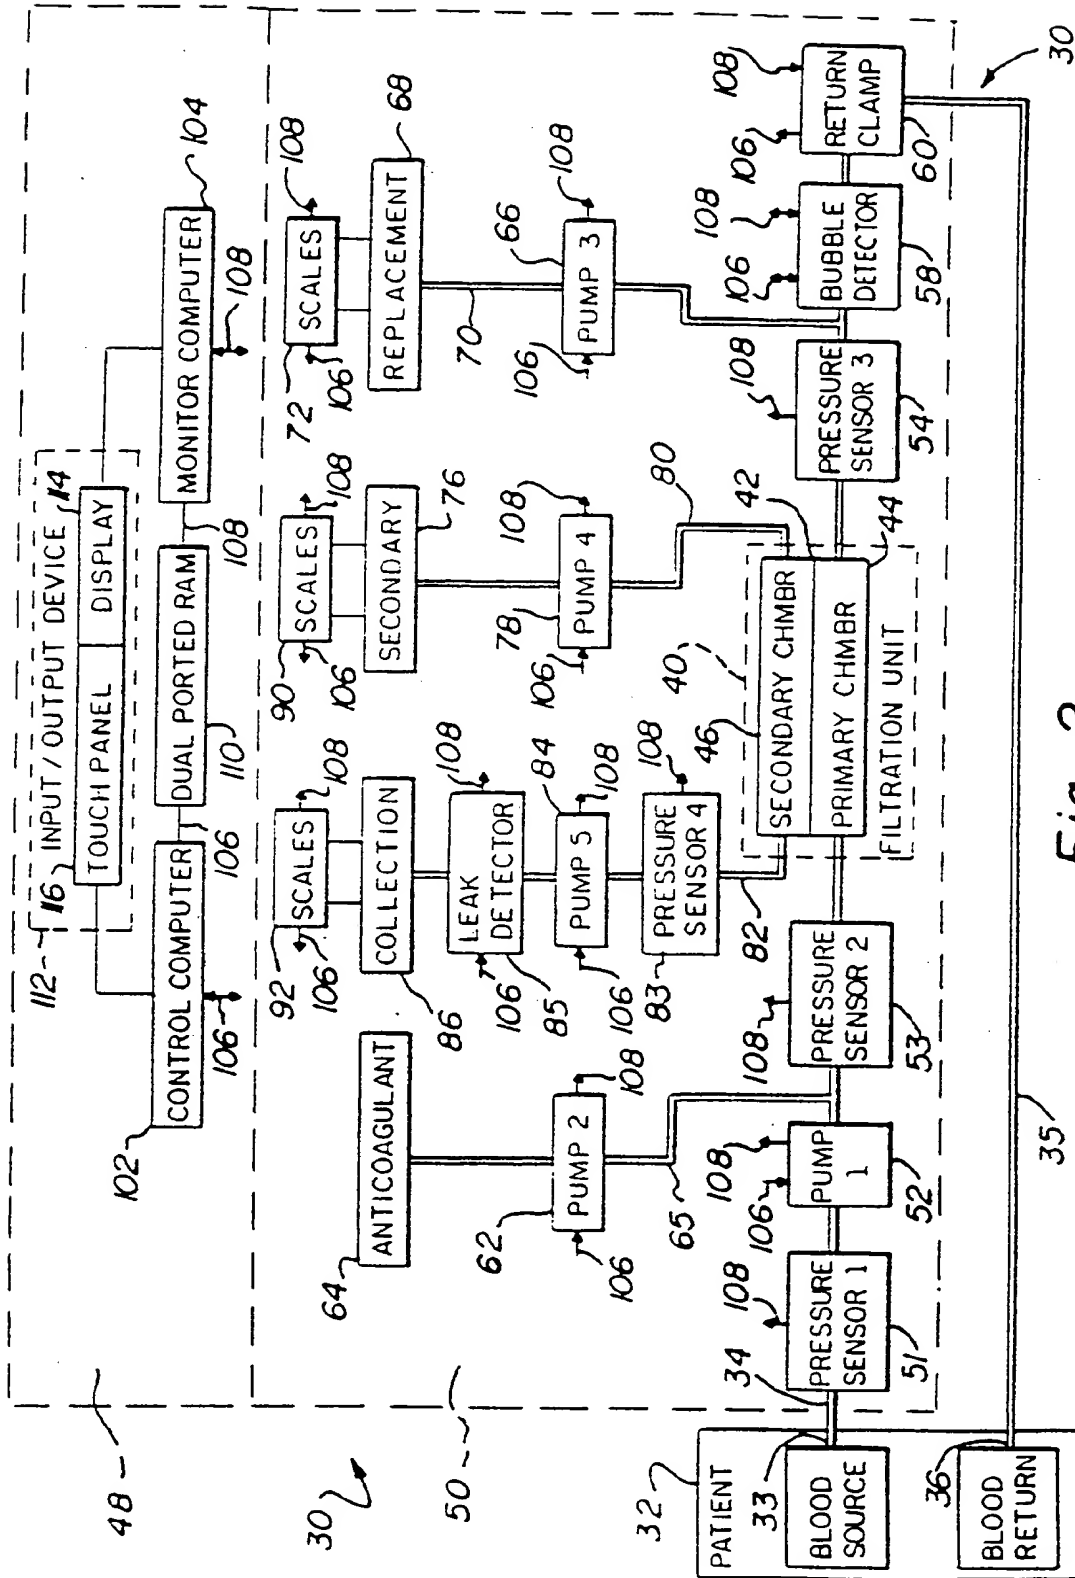 48
112
116
INPUT/OUTPUT DEVICE
114
TOUCH PANEL
DISPLAY
102
CONTROL COMPUTER
106
DUAL PORTED RAM
110
108
MONITOR COMPUTER
104
106
108
30
50
92
SCALES
108
106
90
SCALES
108
106
72
SCALES
108
106
64
ANTICOAGULANT
COLLECTION
86
SECONDARY
76
REPLACEMENT
68
LEAK
DETECTOR
108
106
85
70
62
PUMP 2
108
106
84
PUMP 5
108
106
78
PUMP 4
108
106
66
PUMP 3
108
106
65
PRESSURE
SENSOR 4
108
83
82
80
40
46
SECONDARY CHMBR
42
PRIMARY CHMBR
44
FILTRATION UNIT
32
PATIENT
33
BLOOD
SOURCE
34
108
PRESSURE
SENSOR 1
51
106
108
PUMP
1
52
108
PRESSURE
SENSOR 2
53
108
PRESSURE
SENSOR 3
54
106
108
BUBBLE
DETECTOR
58
106
108
RETURN
CLAMP
60
36
BLOOD
RETURN
35
30
Fig. 2